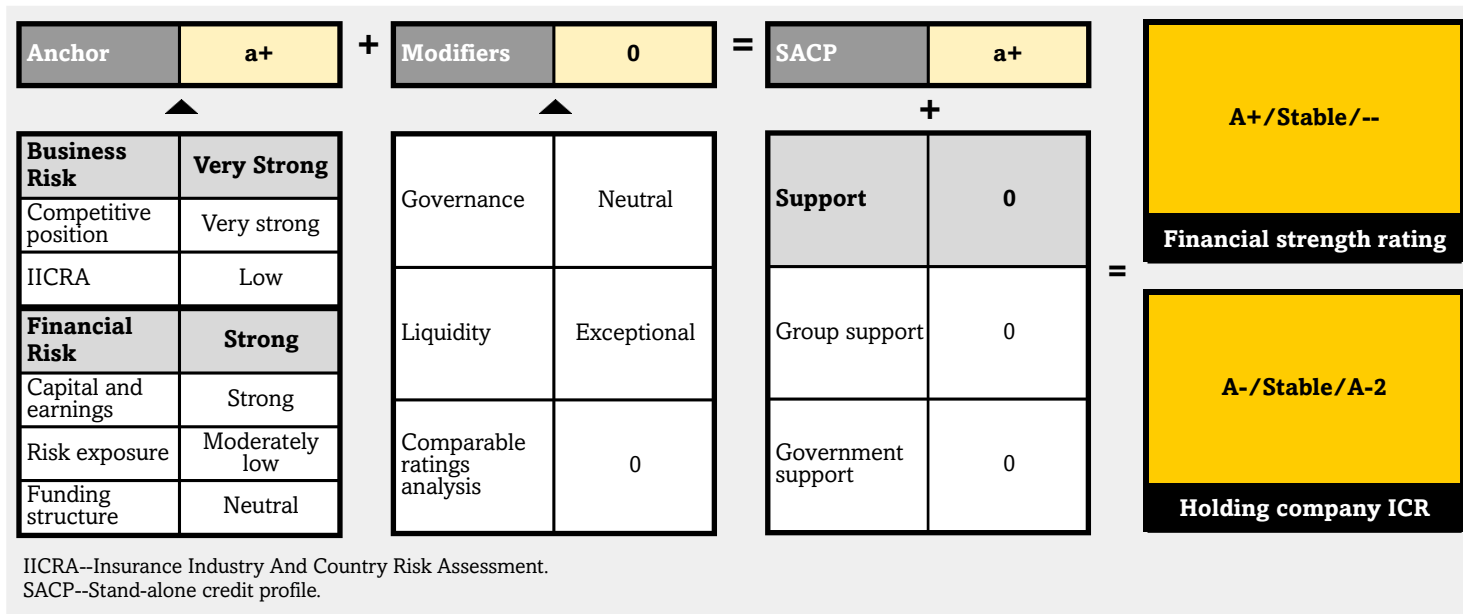 Anchor a+ + Modifiers 0 = SACP a+
+
Business Risk Very Strong
Competitive position Very strong
IICRA Low
Financial Risk Strong
Capital and earnings Strong
Risk exposure Moderately low
Funding structure Neutral
Governance Neutral
Liquidity Exceptional
Comparable ratings analysis 0
Support 0
Group support 0
Government support 0
=
A+/Stable/--
Financial strength rating
A-/Stable/A-2
Holding company ICR
IICRA--Insurance Industry And Country Risk Assessment.
SACP--Stand-alone credit profile.